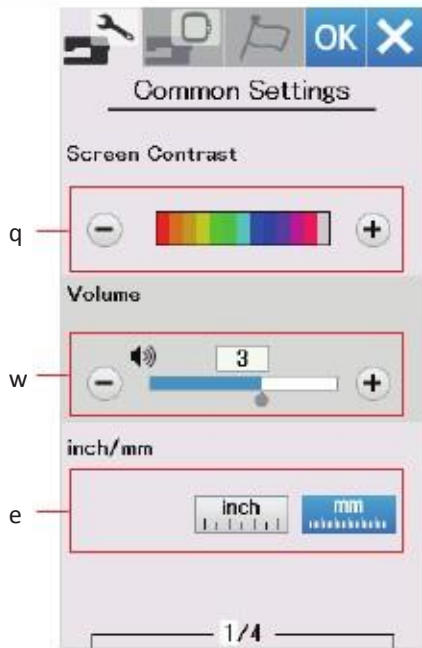 OK X
Common Settings
Screen Contrast
q
− +
Volume
3
w
− +
inch/mm
e
inch mm
1/4